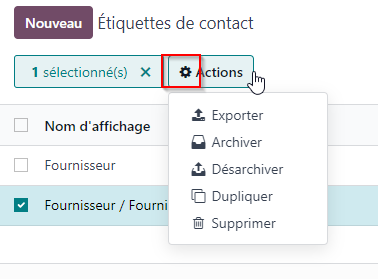 Nouveau Étiquettes de contact
1 sélectionné(s) × Actions
Nom d'affichage
Exporter
Archiver
Fournisseur
Désarchiver
Dupliquer
Fournisseur / Fourni
Supprimer